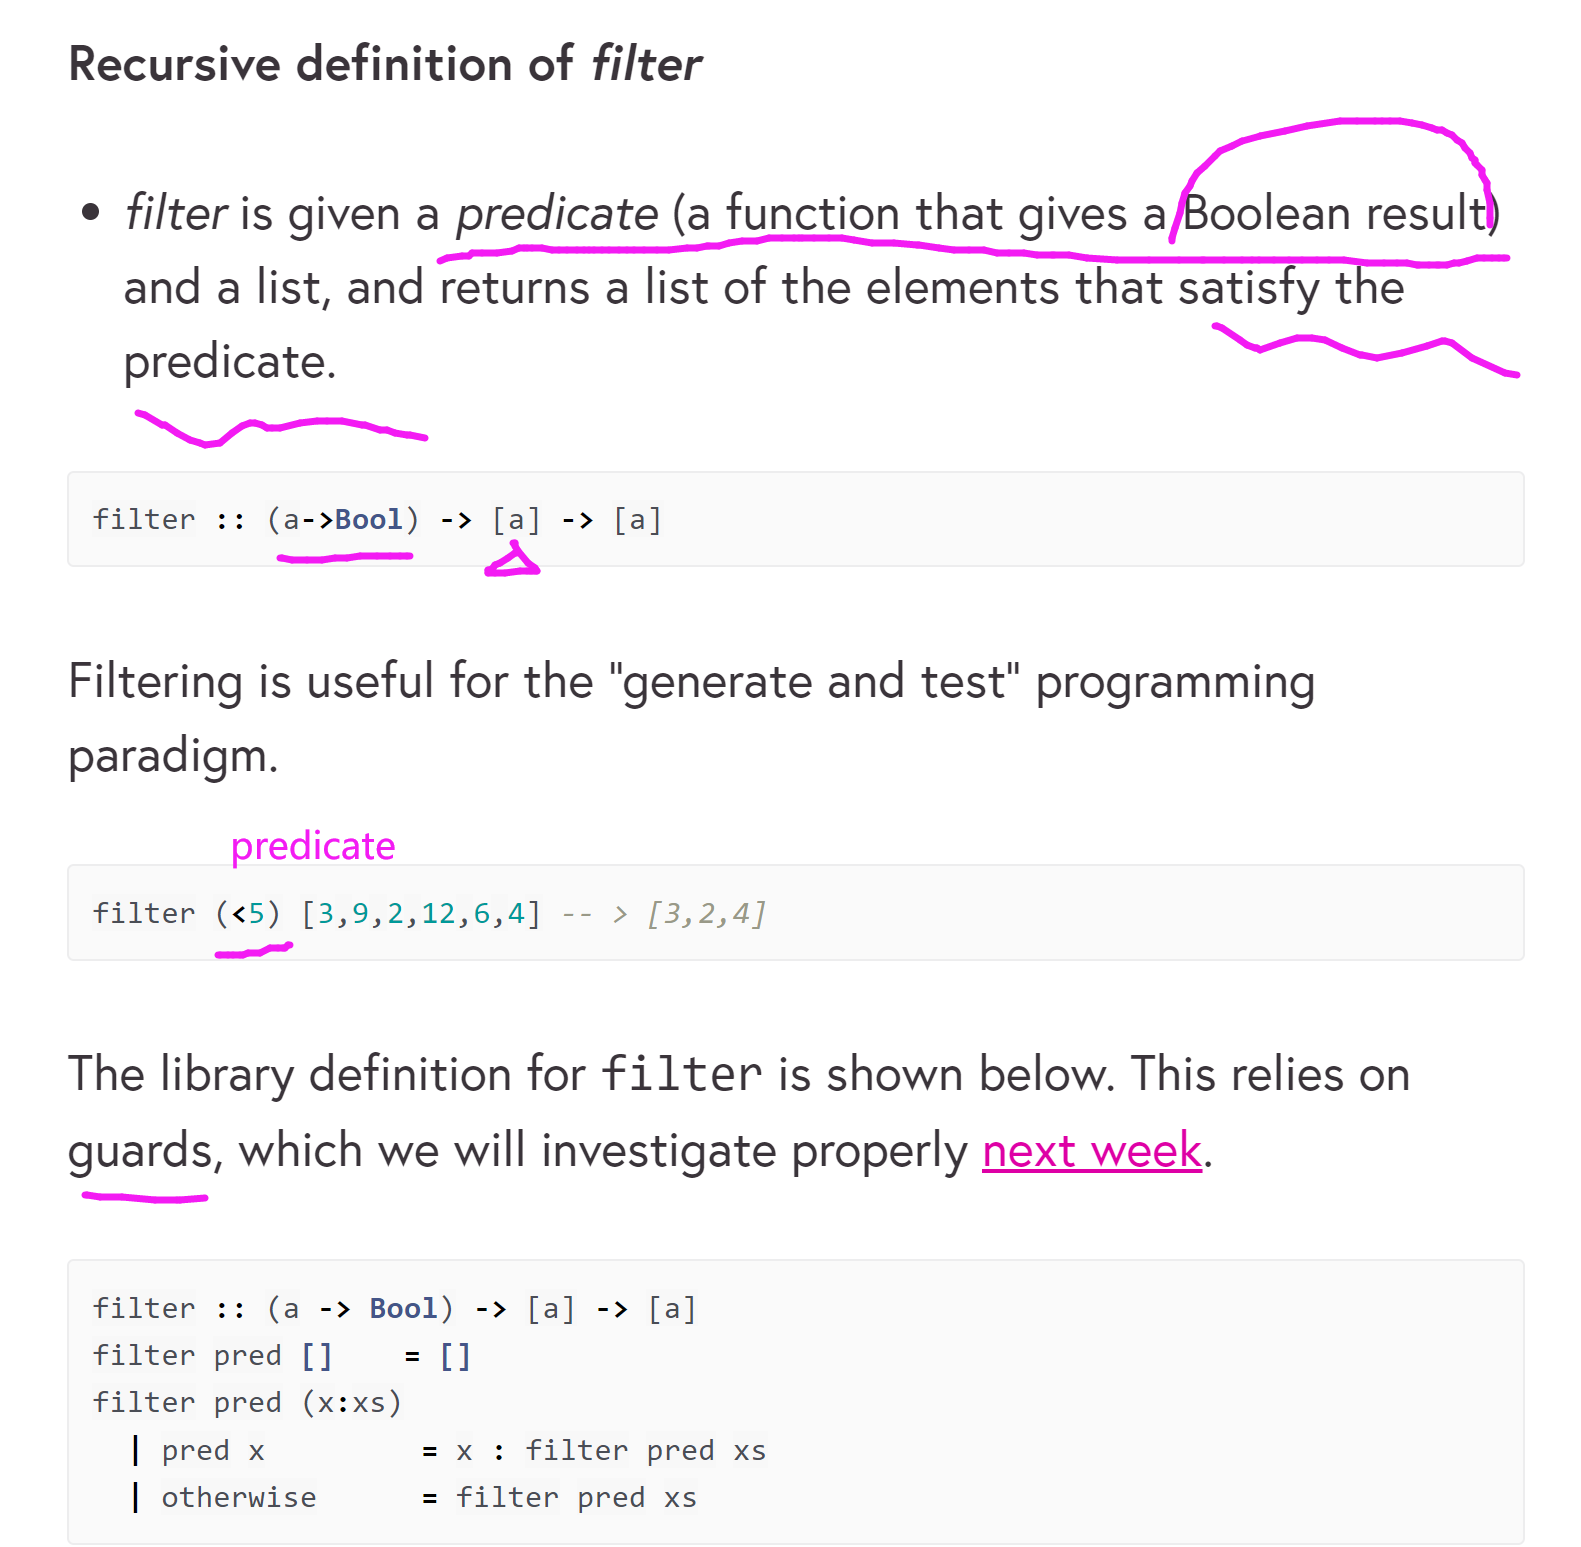 Recursive definition of filter
• filter is given a predicate (a function that gives a Boolean result)
and a list, and returns a list of the elements that satisfy the
predicate.
filter :: (a->Bool) -> [a] -> [a]
Filtering is useful for the "generate and test" programming
paradigm.
predicate
filter (<5) [3,9,2,12,6,4] -- > [3,2,4]
The library definition for filter is shown below. This relies on
guards, which we will investigate properly next week.
filter :: (a -> Bool) -> [a] -> [a]
filter pred []    = []
filter pred (x:xs)
  | pred x         = x : filter pred xs
  | otherwise      = filter pred xs